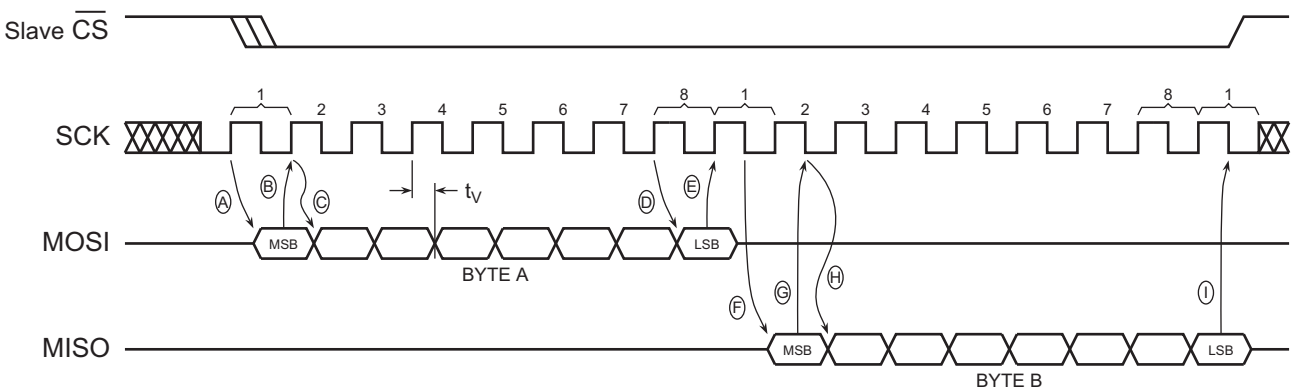 Slave C̅S̅
1 2 3 4 5 6 7 8 1 2 3 4 5 6 7 8 1
SCK
Ⓐ Ⓑ Ⓒ tV Ⓓ Ⓔ
MOSI MSB LSB
BYTE A
Ⓕ Ⓖ Ⓗ Ⓘ
MISO MSB LSB
BYTE B